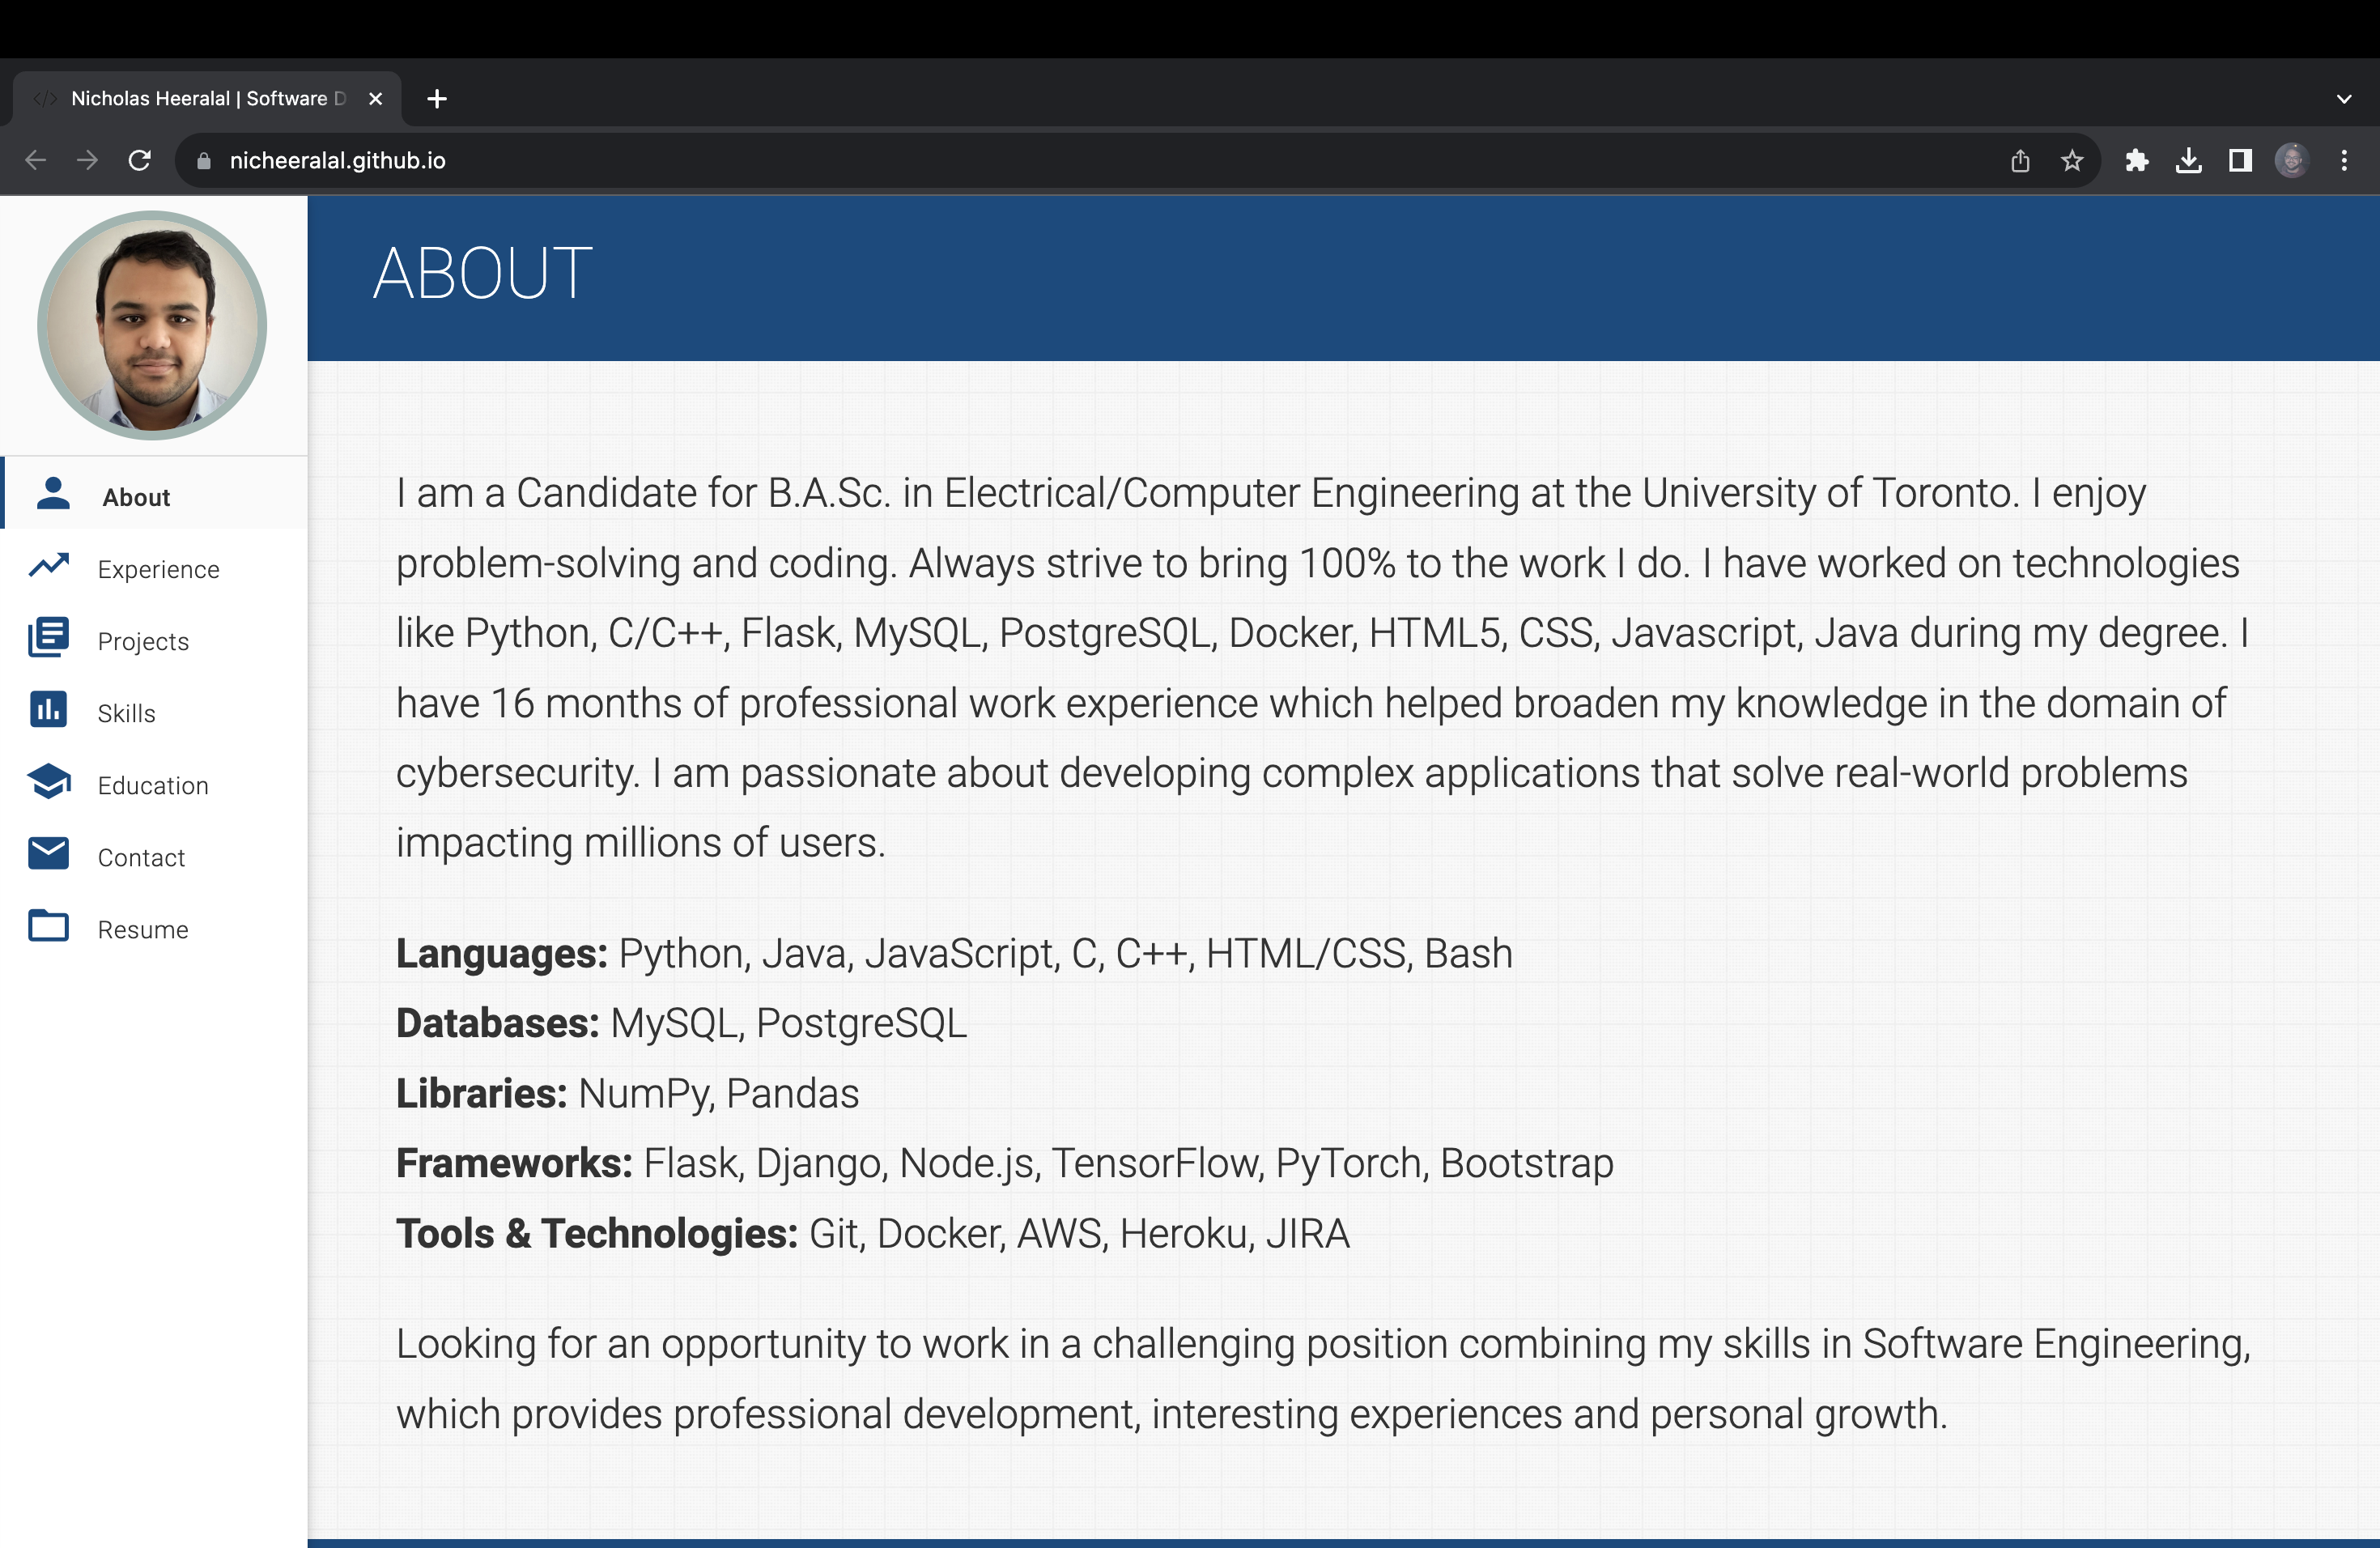 Nicholas Heeralal | Software D
nicheeralal.github.io
ABOUT
About
Experience
Projects
Skills
Education
Contact
Resume
I am a Candidate for B.A.Sc. in Electrical/Computer Engineering at the University of Toronto. I enjoy
problem-solving and coding. Always strive to bring 100% to the work I do. I have worked on technologies
like Python, C/C++, Flask, MySQL, PostgreSQL, Docker, HTML5, CSS, Javascript, Java during my degree. I
have 16 months of professional work experience which helped broaden my knowledge in the domain of
cybersecurity. I am passionate about developing complex applications that solve real-world problems
impacting millions of users.
Languages: Python, Java, JavaScript, C, C++, HTML/CSS, Bash
Databases: MySQL, PostgreSQL
Libraries: NumPy, Pandas
Frameworks: Flask, Django, Node.js, TensorFlow, PyTorch, Bootstrap
Tools & Technologies: Git, Docker, AWS, Heroku, JIRA
Looking for an opportunity to work in a challenging position combining my skills in Software Engineering,
which provides professional development, interesting experiences and personal growth.